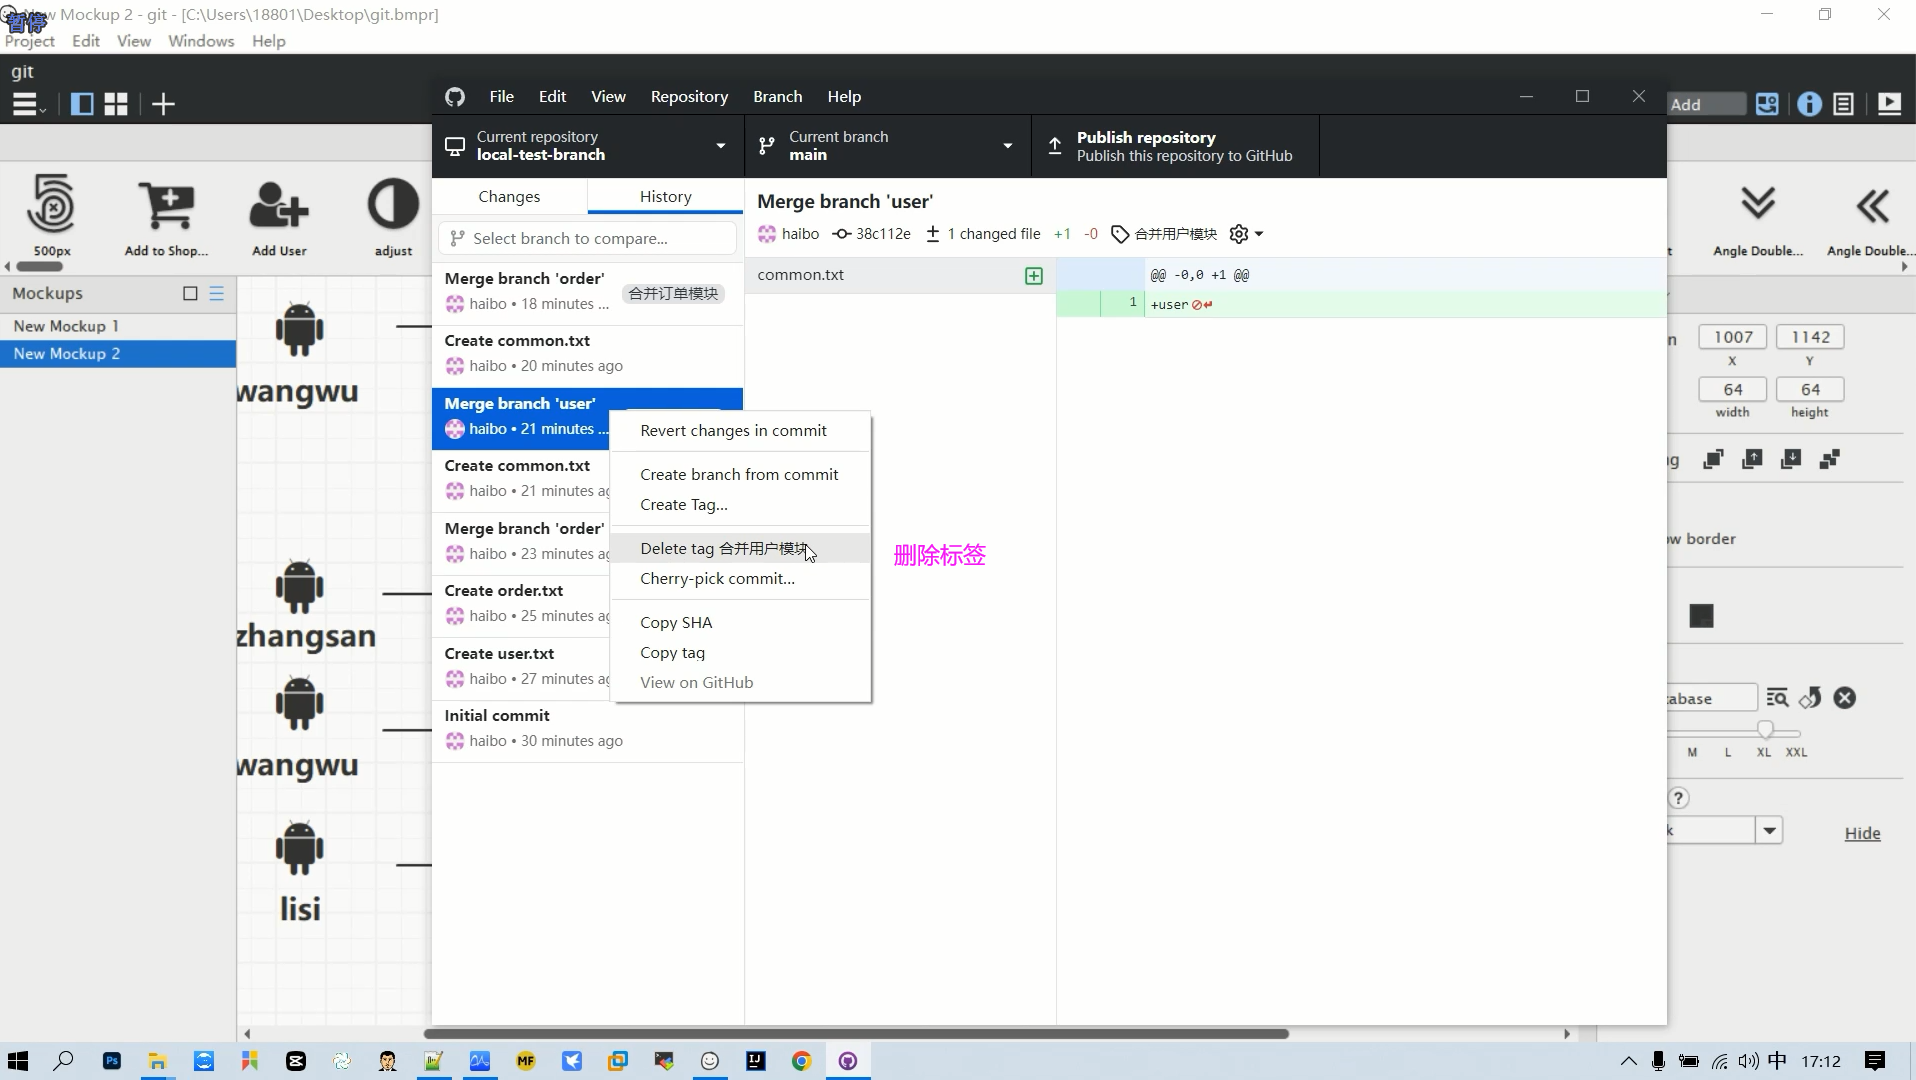 New Mockup 2 - git - [C:\Users\18801\Desktop\git.bmpr]
暂停
Project Edit View Windows Help
git
File Edit View Repository Branch Help
Add
Current repository
local-test-branch
Current branch
main
Publish repository
Publish this repository to GitHub
500px
Add to Shop...
Add User
adjust
Angle Double...
Angle Double...
Changes
History
Select branch to compare...
Merge branch 'user'
haibo 38c112e 1 changed file +1 -0 合并用户模块
common.txt
@@ -0,0 +1 @@
1 +user
Mockups
New Mockup 1
New Mockup 2
wangwu
zhangsan
wangwu
lisi
Merge branch 'order'
haibo • 18 minutes ...
合并订单模块
Create common.txt
haibo • 20 minutes ago
Merge branch 'user'
haibo • 21 minutes ...
Create common.txt
haibo • 21 minutes ag
Merge branch 'order'
haibo • 23 minutes ag
Create order.txt
haibo • 25 minutes ag
Create user.txt
haibo • 27 minutes ag
Initial commit
haibo • 30 minutes ago
Revert changes in commit
Create branch from commit
Create Tag...
Delete tag 合并用户模块
Cherry-pick commit...
Copy SHA
Copy tag
View on GitHub
删除标签
1007 1142
X Y
64 64
width height
border
M L XL XXL
?
Hide
Ps
MF
IJ
中
17:12